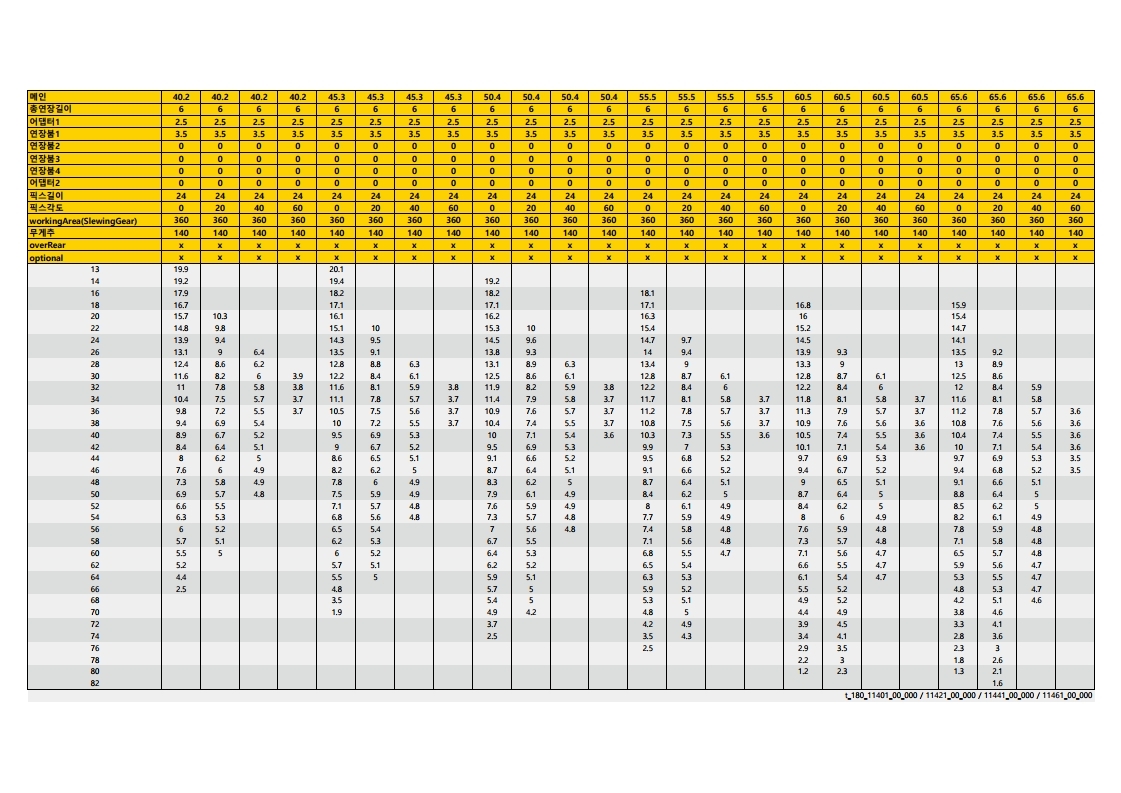 메인 40.2 40.2 40.2 40.2 45.3 45.3 45.3 45.3 50.4 50.4 50.4 50.4 55.5 55.5 55.5 55.5 60.5 60.5 60.5 60.5 65.6 65.6 65.6 65.6
총연장길이 6 6 6 6 6 6 6 6 6 6 6 6 6 6 6 6 6 6 6 6 6 6 6 6
어댑터1 2.5 2.5 2.5 2.5 2.5 2.5 2.5 2.5 2.5 2.5 2.5 2.5 2.5 2.5 2.5 2.5 2.5 2.5 2.5 2.5 2.5 2.5 2.5 2.5
연장붐1 3.5 3.5 3.5 3.5 3.5 3.5 3.5 3.5 3.5 3.5 3.5 3.5 3.5 3.5 3.5 3.5 3.5 3.5 3.5 3.5 3.5 3.5 3.5 3.5
연장붐2 0 0 0 0 0 0 0 0 0 0 0 0 0 0 0 0 0 0 0 0 0 0 0 0
연장붐3 0 0 0 0 0 0 0 0 0 0 0 0 0 0 0 0 0 0 0 0 0 0 0 0
연장붐4 0 0 0 0 0 0 0 0 0 0 0 0 0 0 0 0 0 0 0 0 0 0 0 0
어댑터2 0 0 0 0 0 0 0 0 0 0 0 0 0 0 0 0 0 0 0 0 0 0 0 0
픽스길이 24 24 24 24 24 24 24 24 24 24 24 24 24 24 24 24 24 24 24 24 24 24 24 24
픽스각도 0 20 40 60 0 20 40 60 0 20 40 60 0 20 40 60 0 20 40 60 0 20 40 60
workingArea(SlewingGear) 360 360 360 360 360 360 360 360 360 360 360 360 360 360 360 360 360 360 360 360 360 360 360 360
무게추 140 140 140 140 140 140 140 140 140 140 140 140 140 140 140 140 140 140 140 140 140 140 140 140
overRear x x x x x x x x x x x x x x x x x x x x x x x x
optional x x x x x x x x x x x x x x x x x x x x x x x x
13 19.9 20.1
14 19.2 19.4 19.2
16 17.9 18.2 18.2 18.1
18 16.7 17.1 17.1 17.1 16.8 15.9
20 15.7 10.3 16.1 16.2 16.3 16 15.4
22 14.8 9.8 15.1 10 15.3 10 15.4 15.2 14.7
24 13.9 9.4 14.3 9.5 14.5 9.6 14.7 9.7 14.5 14.1
26 13.1 9 6.4 13.5 9.1 13.8 9.3 14 9.4 13.9 9.3 13.5 9.2
28 12.4 8.6 6.2 12.8 8.8 6.3 13.1 8.9 6.3 13.4 9 13.3 9 13 8.9
30 11.6 8.2 6 3.9 12.2 8.4 6.1 12.5 8.6 6.1 12.8 8.7 6.1 12.8 8.7 6.1 12.5 8.6
32 11 7.8 5.8 3.8 11.6 8.1 5.9 3.8 11.9 8.2 5.9 3.8 12.2 8.4 6 12.2 8.4 6 12 8.4 5.9
34 10.4 7.5 5.7 3.7 11.1 7.8 5.7 3.7 11.4 7.9 5.8 3.7 11.7 8.1 5.8 3.7 11.8 8.1 5.8 3.7 11.6 8.1 5.8
36 9.8 7.2 5.5 3.7 10.5 7.5 5.6 3.7 10.9 7.6 5.7 3.7 11.2 7.8 5.7 3.7 11.3 7.9 5.7 3.7 11.2 7.8 5.7 3.6
38 9.4 6.9 5.4 10 7.2 5.5 3.7 10.4 7.4 5.5 3.7 10.8 7.5 5.6 3.7 10.9 7.6 5.6 3.6 10.8 7.6 5.6 3.6
40 8.9 6.7 5.2 9.5 6.9 5.3 10 7.1 5.4 3.6 10.3 7.3 5.5 3.6 10.5 7.4 5.5 3.6 10.4 7.4 5.5 3.6
42 8.4 6.4 5.1 9 6.7 5.2 9.5 6.9 5.3 9.9 7 5.3 10.1 7.1 5.4 3.6 10 7.1 5.4 3.6
44 8 6.2 5 8.6 6.5 5.1 9.1 6.6 5.2 9.5 6.8 5.2 9.7 6.9 5.3 9.7 6.9 5.3 3.5
46 7.6 6 4.9 8.2 6.2 5 8.7 6.4 5.1 9.1 6.6 5.2 9.4 6.7 5.2 9.4 6.8 5.2 3.5
48 7.3 5.8 4.9 7.8 6 4.9 8.3 6.2 5 8.7 6.4 5.1 9 6.5 5.1 9.1 6.6 5.1
50 6.9 5.7 4.8 7.5 5.9 4.9 7.9 6.1 4.9 8.4 6.2 5 8.7 6.4 5 8.8 6.4 5
52 6.6 5.5 7.1 5.7 4.8 7.6 5.9 4.9 8 6.1 4.9 8.4 6.2 5 8.5 6.2 5
54 6.3 5.3 6.8 5.6 4.8 7.3 5.7 4.8 7.7 5.9 4.9 8 6 4.9 8.2 6.1 4.9
56 6 5.2 6.5 5.4 7 5.6 4.8 7.4 5.8 4.8 7.6 5.9 4.8 7.8 5.9 4.8
58 5.7 5.1 6.2 5.3 6.7 5.5 7.1 5.6 4.8 7.3 5.7 4.8 7.1 5.8 4.8
60 5.5 5 6 5.2 6.4 5.3 6.8 5.5 4.7 7.1 5.6 4.7 6.5 5.7 4.8
62 5.2 5.7 5.1 6.2 5.2 6.5 5.4 6.6 5.5 4.7 5.9 5.6 4.7
64 4.4 5.5 5 5.9 5.1 6.3 5.3 6.1 5.4 4.7 5.3 5.5 4.7
66 2.5 4.8 5.7 5 5.9 5.2 5.5 5.2 4.8 5.3 4.7
68 3.5 5.4 5 5.3 5.1 4.9 5.2 4.2 5.1 4.6
70 1.9 4.9 4.2 4.8 5 4.4 4.9 3.8 4.6
72 3.7 4.2 4.9 3.9 4.5 3.3 4.1
74 2.5 3.5 4.3 3.4 4.1 2.8 3.6
76 2.5 2.9 3.5 2.3 3
78 2.2 3 1.8 2.6
80 1.2 2.3 1.3 2.1
82 1.6
t_180_11401_00_000 / 11421_00_000 / 11441_00_000 / 11461_00_000